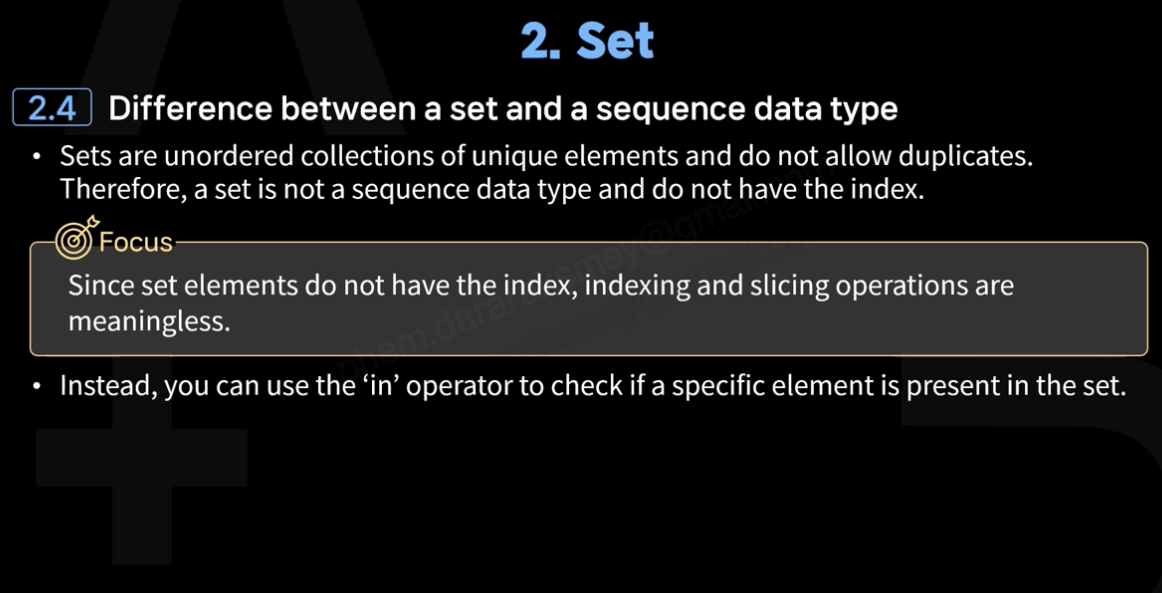 2. Set
2.4 Difference between a set and a sequence data type
• Sets are unordered collections of unique elements and do not allow duplicates.
Therefore, a set is not a sequence data type and do not have the index.
Focus
Since set elements do not have the index, indexing and slicing operations are
meaningless.
• Instead, you can use the ‘in’ operator to check if a specific element is present in the set.